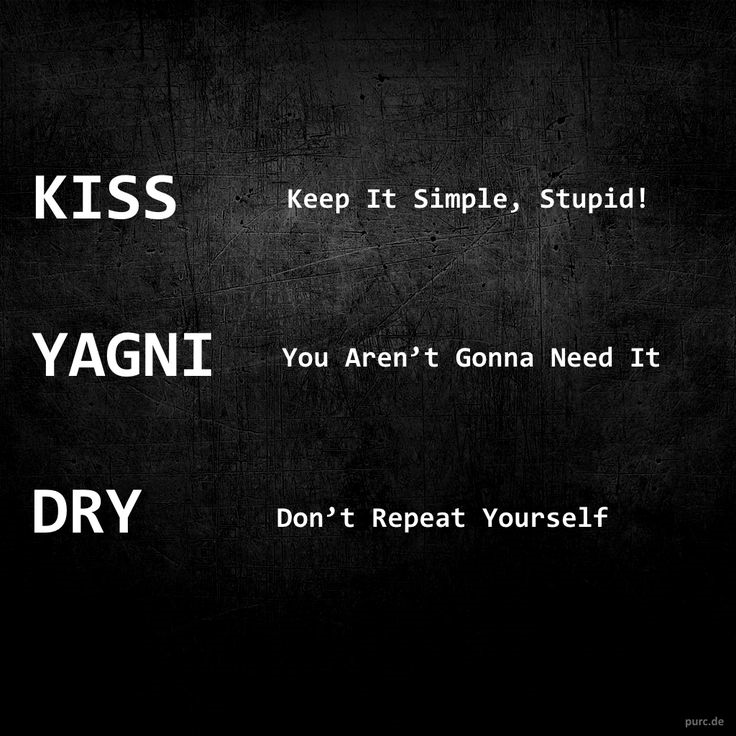 KISS Keep It Simple, Stupid!
YAGNI You Aren’t Gonna Need It
DRY Don’t Repeat Yourself
purc.de